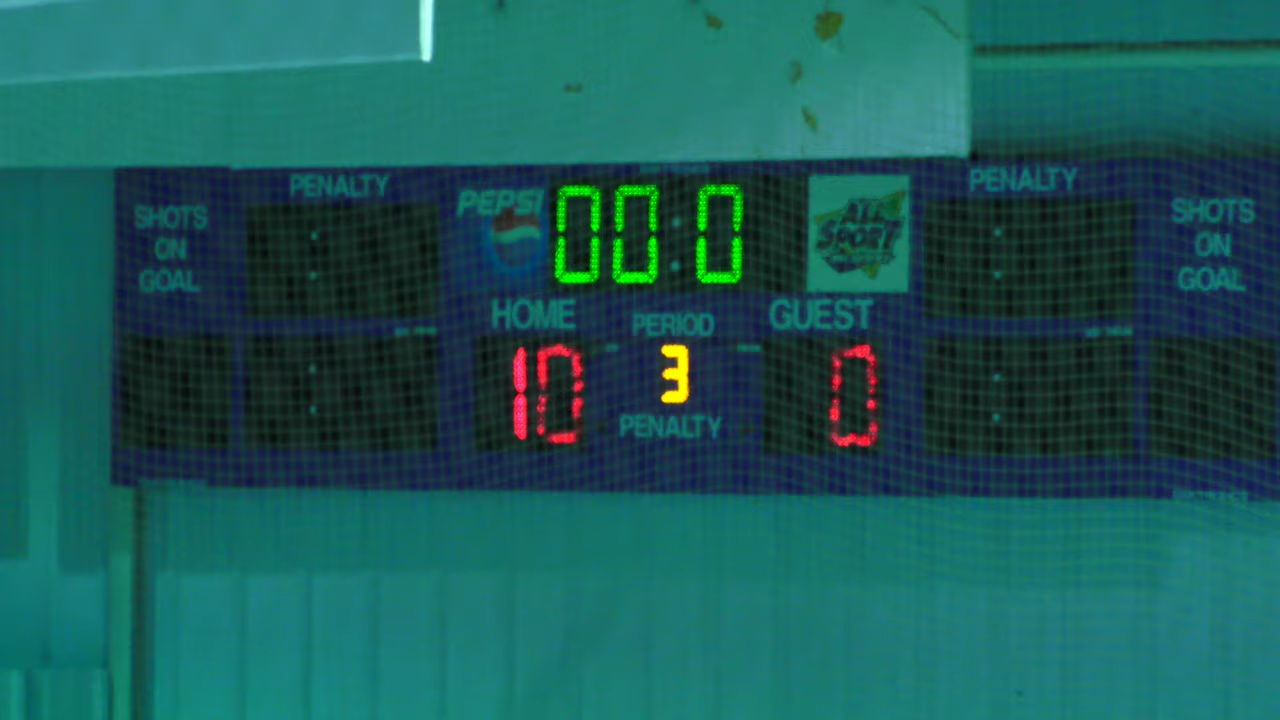 PENALTY
SHOTS
ON
GOAL
PEPSI
00:0
SPORT
PENALTY
SHOTS
ON
GOAL
HOME
PERIOD
GUEST
10
3
0
PENALTY